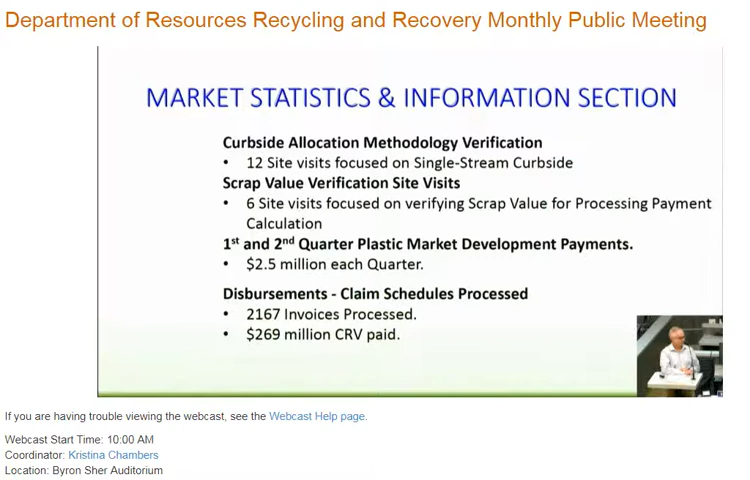 Department of Resources Recycling and Recovery Monthly Public Meeting
MARKET STATISTICS & INFORMATION SECTION
Curbside Allocation Methodology Verification
• 12 Site visits focused on Single-Stream Curbside
Scrap Value Verification Site Visits
• 6 Site visits focused on verifying Scrap Value for Processing Payment
Calculation
1st and 2nd Quarter Plastic Market Development Payments.
• $2.5 million each Quarter.
Disbursements - Claim Schedules Processed
• 2167 Invoices Processed.
• $269 million CRV paid.
If you are having trouble viewing the webcast, see the Webcast Help page.
Webcast Start Time: 10:00 AM
Coordinator: Kristina Chambers
Location: Byron Sher Auditorium